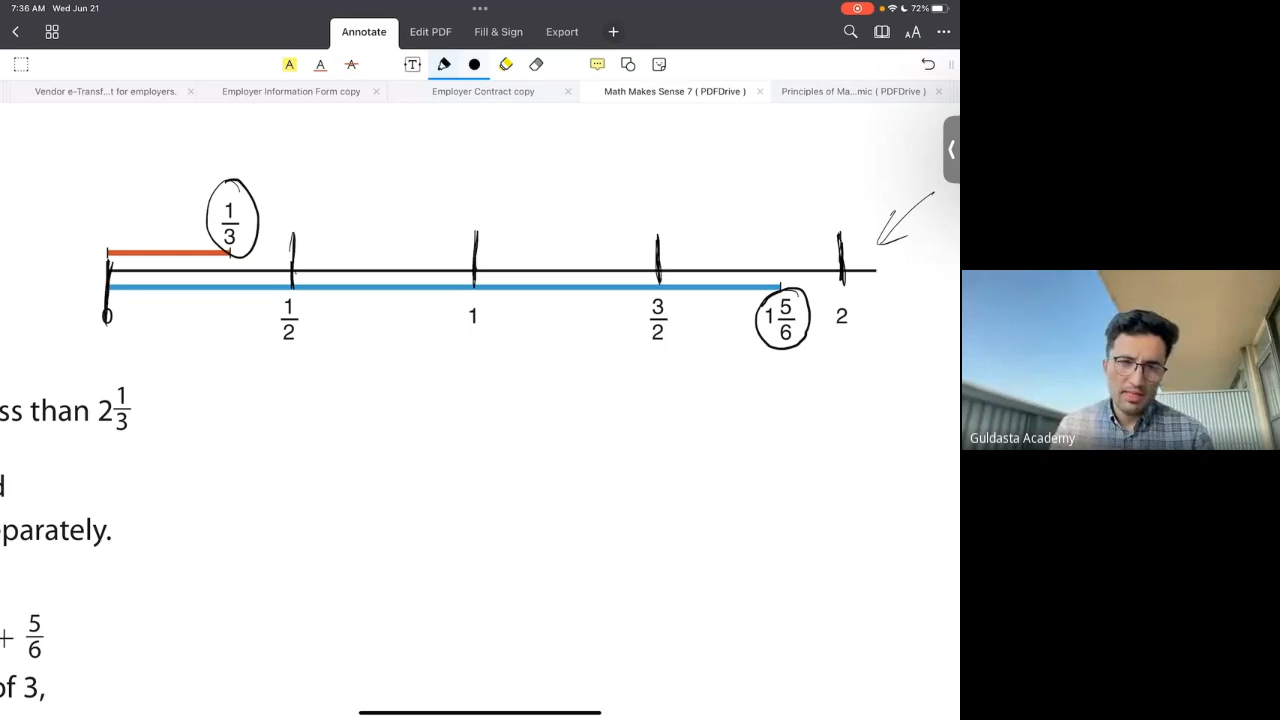 7:36 AM Wed Jun 21
72%
Annotate Edit PDF Fill & Sign Export +
Vendor e-Transf...t for employers. Employer Information Form copy Employer Contract copy Math Makes Sense 7 ( PDFDrive ) Principles of Ma...mic ( PDFDrive )
1/3
0 1/2 1 3/2 1 5/6 2
ss than 2 1/3
d
parately.
+ 5/6
of 3,
Guldasta Academy